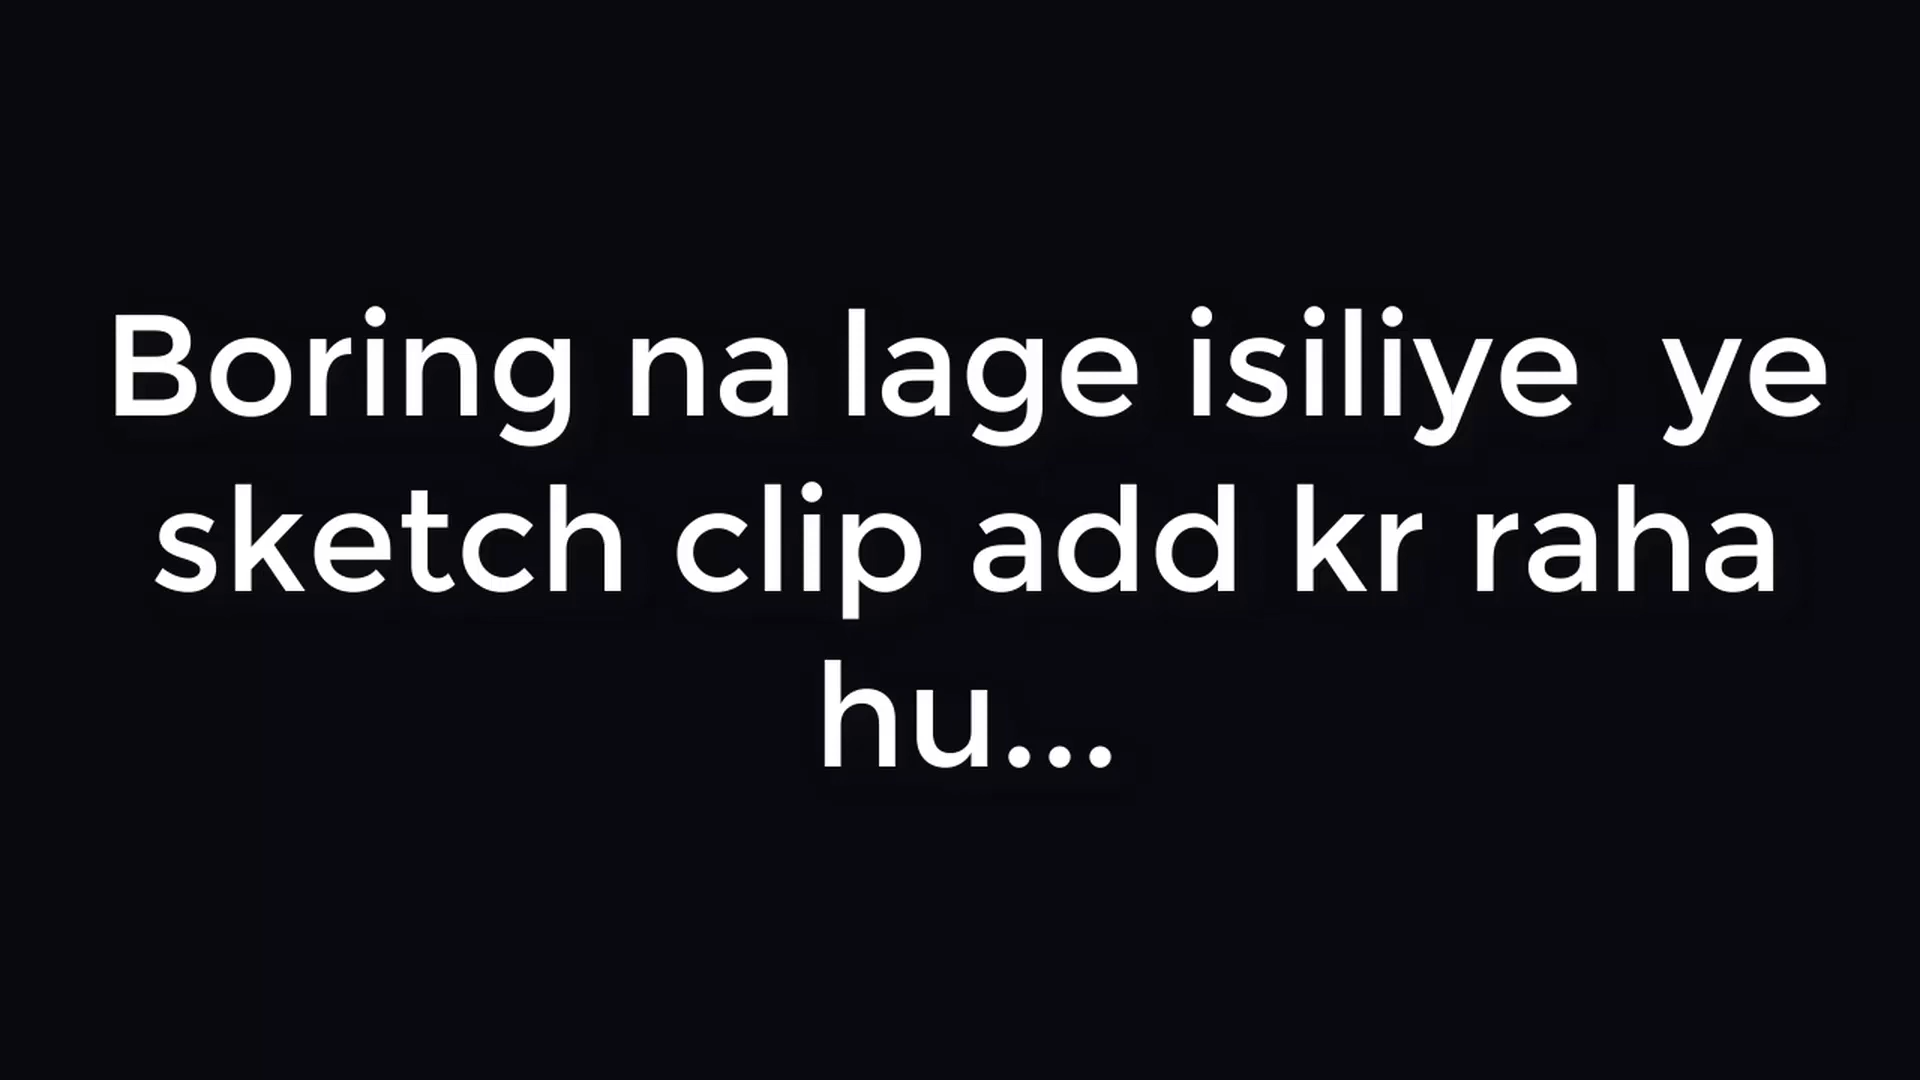 Boring na lage isiliye  ye
sketch clip add kr raha
hu...